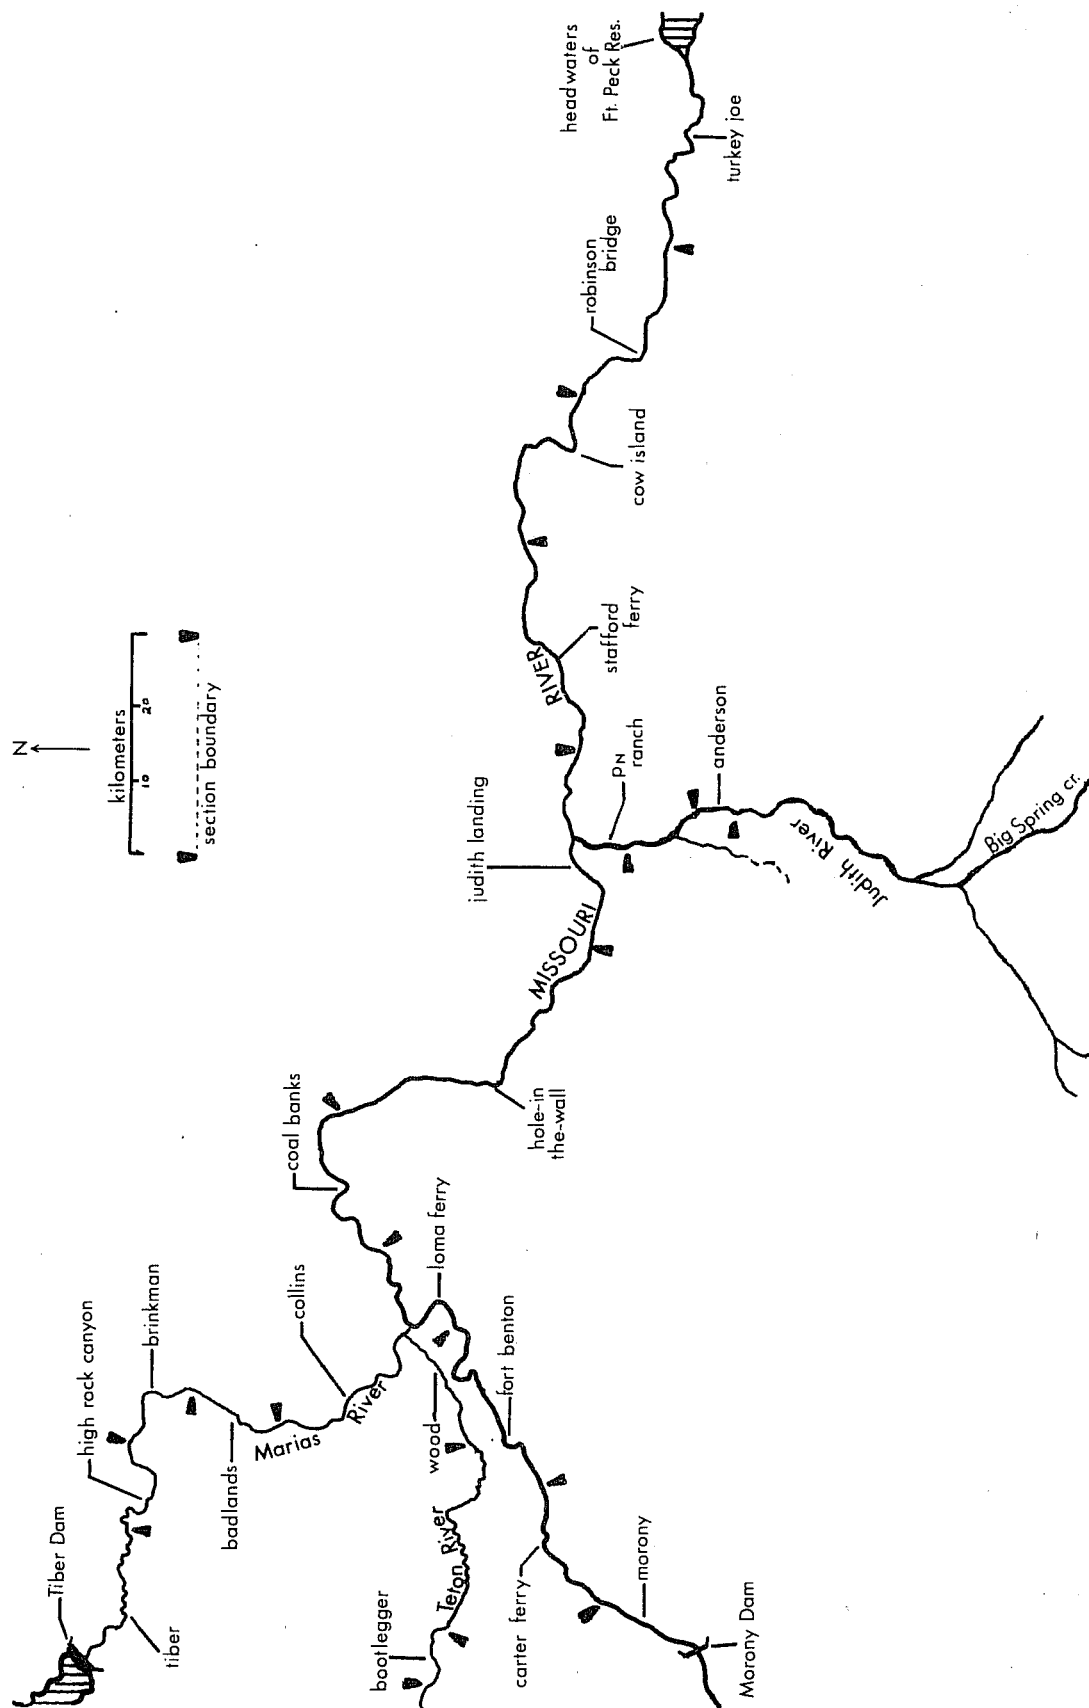 N
kilometers
10
20
section boundary
Tiber Dam
tiber
high rock canyon
brinkman
badlands
Marias
River
collins
bootlegger
Teton River
wood
loma ferry
fort benton
carter ferry
morony
Morony Dam
coal banks
hole-in
the-wall
MISSOURI
RIVER
judith landing
PN
ranch
anderson
Judith River
Big Spring cr.
stafford
ferry
cow island
robinson
bridge
turkey joe
headwaters
of
Ft. Peck Res.